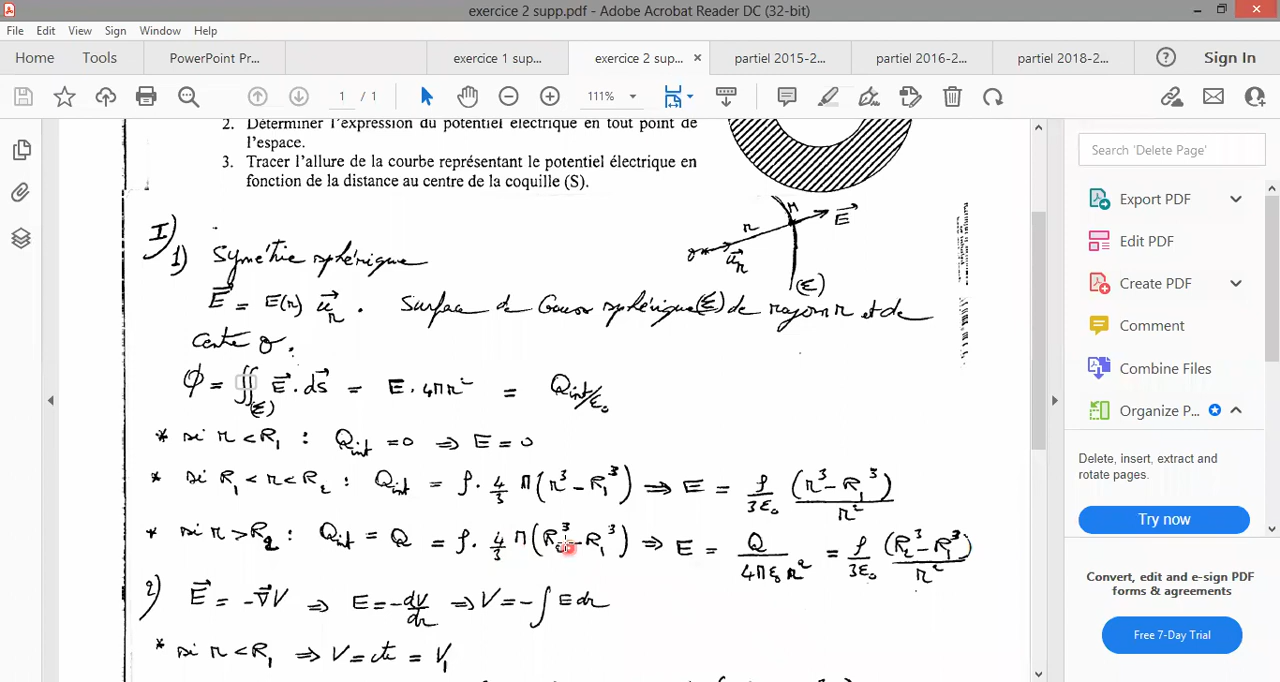 exercice 2 supp.pdf - Adobe Acrobat Reader DC (32-bit)
File Edit View Sign Window Help
Home Tools PowerPoint Pr... exercice 1 sup... exercice 2 sup... × partiel 2015-2... partiel 2016-2... partiel 2018-2... Sign In
1 / 1 111%
2. Déterminer l'expression du potentiel électrique en tout point de
l'espace.
3. Tracer l'allure de la courbe représentant le potentiel électrique en
fonction de la distance au centre de la coquille (S).
I)
1) Symétrie sphérique
O r u⃗r M E⃗ (Σ)
E⃗ = E(r) u⃗r . Surface de Gauss sphérique (Σ) de rayon r et de
centre O.
ϕ = ∯(Σ) E⃗ . dS⃗ = E . 4πr² = Qint/ε₀
* si r < R₁ : Qint = 0 ⇒ E = 0
* si R₁ < r < R₂ : Qint = ρ . 4/3 π (r³ - R₁³) ⇒ E = ρ/3ε₀ (r³ - R₁³)/r²
* si r > R₂ : Qint = Q = ρ . 4/3 π (R₂³ - R₁³) ⇒ E = Q/4πε₀r² = ρ/3ε₀ (R₂³ - R₁³)/r²
2) E⃗ = -∇⃗V ⇒ E = -dV/dr ⇒ V = -∫ E dr
* si r < R₁ ⇒ V = cte = V₁
Search 'Delete Page'
Export PDF
Edit PDF
Create PDF
Comment
Combine Files
Organize P...
Delete, insert, extract and
rotate pages.
Try now
Convert, edit and e-sign PDF
forms & agreements
Free 7-Day Trial